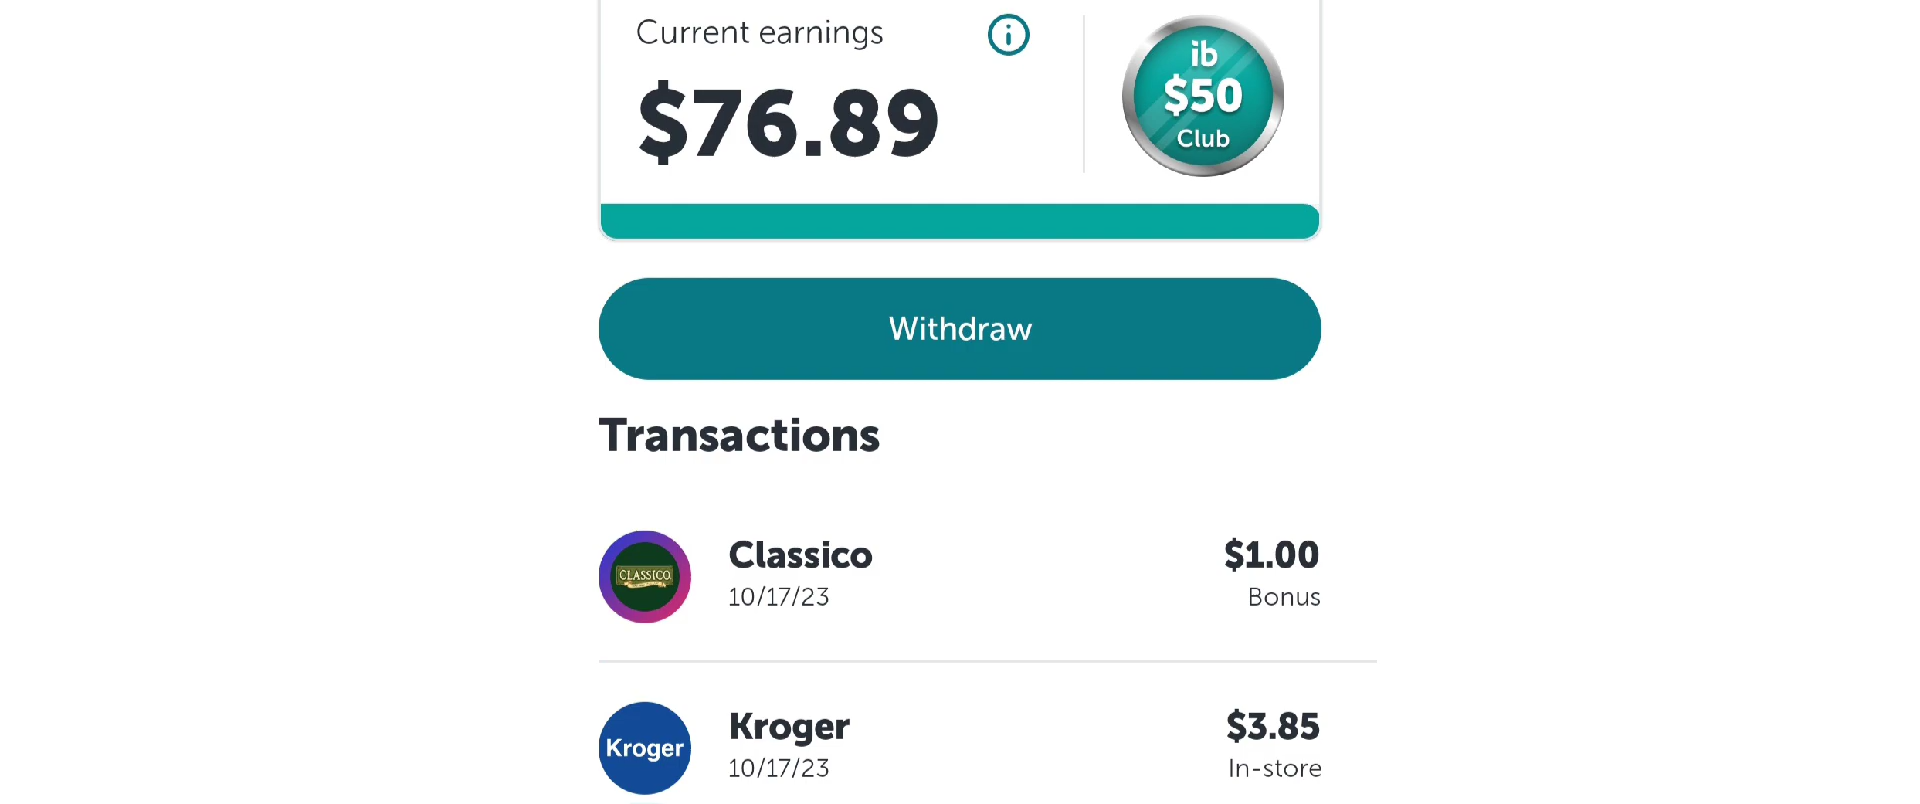 Current earnings
$76.89
ib
$50
Club
Withdraw
Transactions
CLASSICO
Classico
$1.00
10/17/23
Bonus
Kroger
Kroger
$3.85
10/17/23
In-store